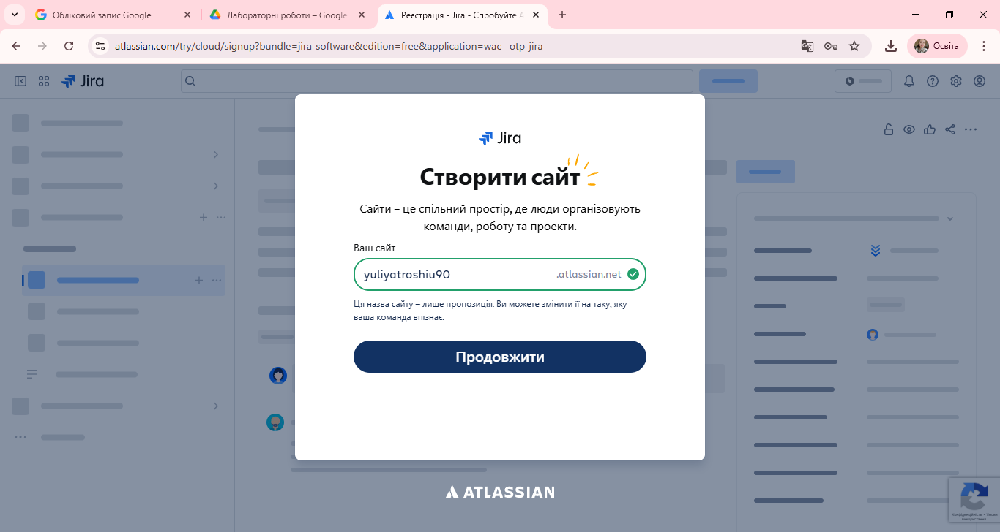 Обліковий запис Google
Лабораторні роботи – Google
Реєстрація - Jira - Спробуйте A
atlassian.com/try/cloud/signup?bundle=jira-software&edition=free&application=wac--otp-jira
Освіта
Jira
Jira
Створити сайт
Сайти – це спільний простір, де люди організовують
команди, роботу та проекти.
Ваш сайт
yuliyatroshiu90
.atlassian.net
Ця назва сайту – лише пропозиція. Ви можете змінити її на таку, яку
ваша команда впізнає.
Продовжити
ATLASSIAN
Конфіденційність - Умови
використання